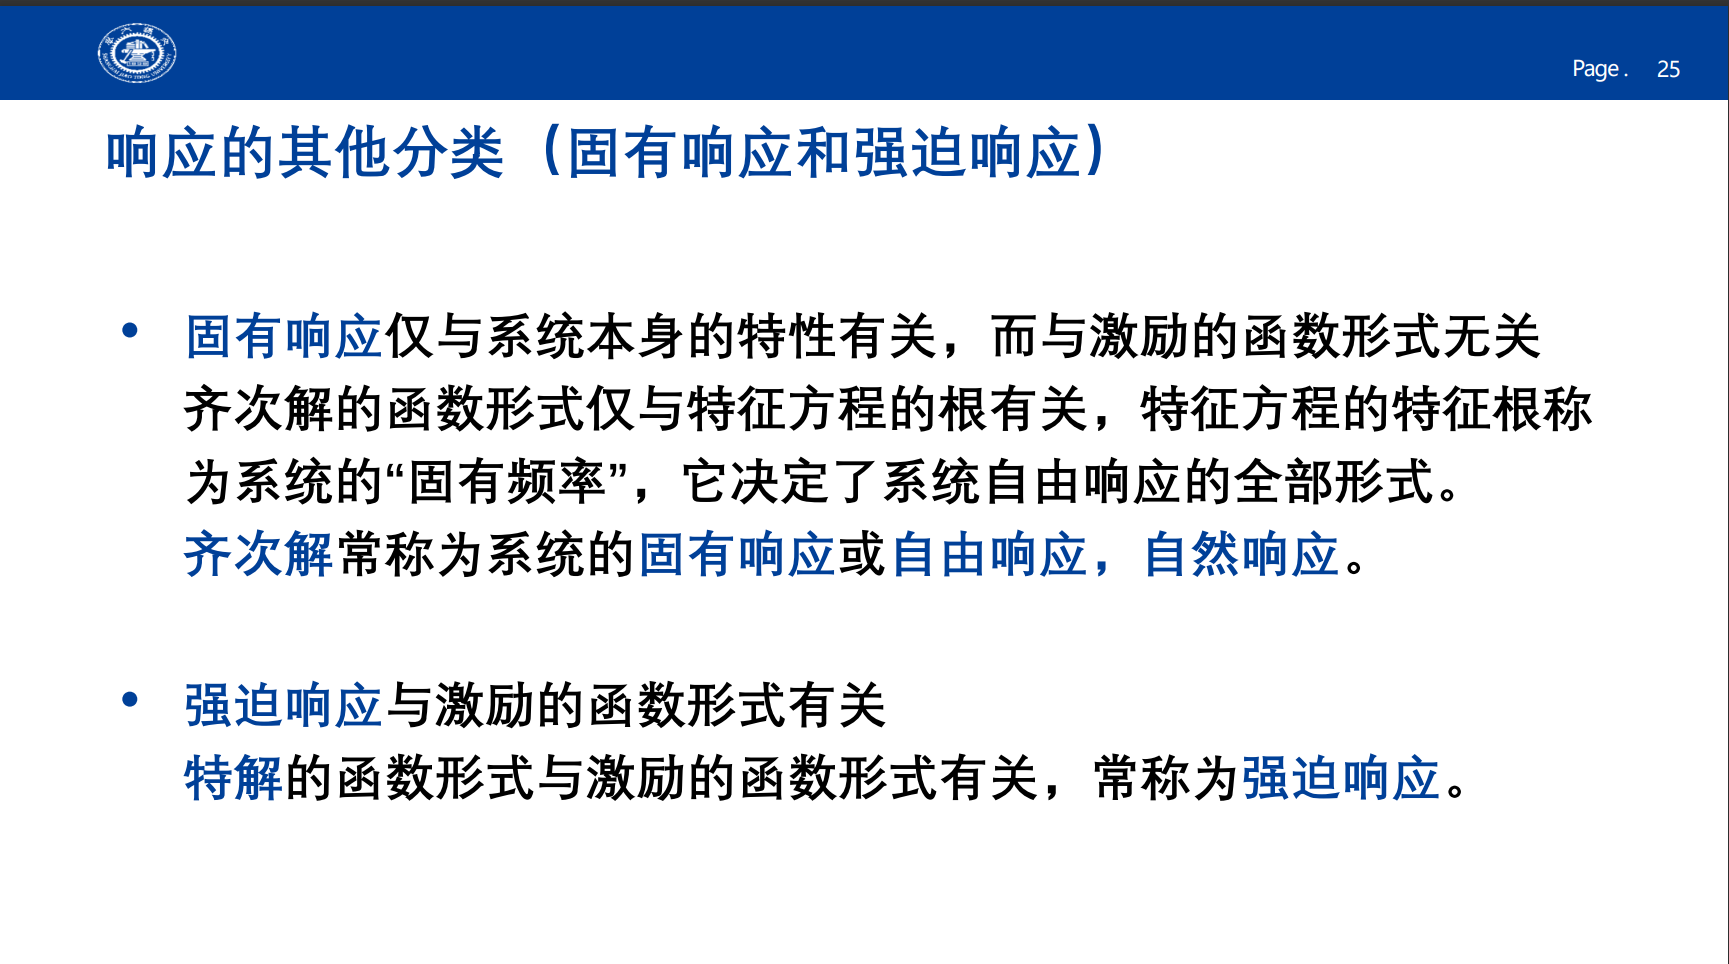 Page . 25
响应的其他分类（固有响应和强迫响应）
• 固有响应仅与系统本身的特性有关，而与激励的函数形式无关
齐次解的函数形式仅与特征方程的根有关，特征方程的特征根称
为系统的“固有频率”，它决定了系统自由响应的全部形式。
齐次解常称为系统的固有响应或自由响应，自然响应。
• 强迫响应与激励的函数形式有关
特解的函数形式与激励的函数形式有关，常称为强迫响应。